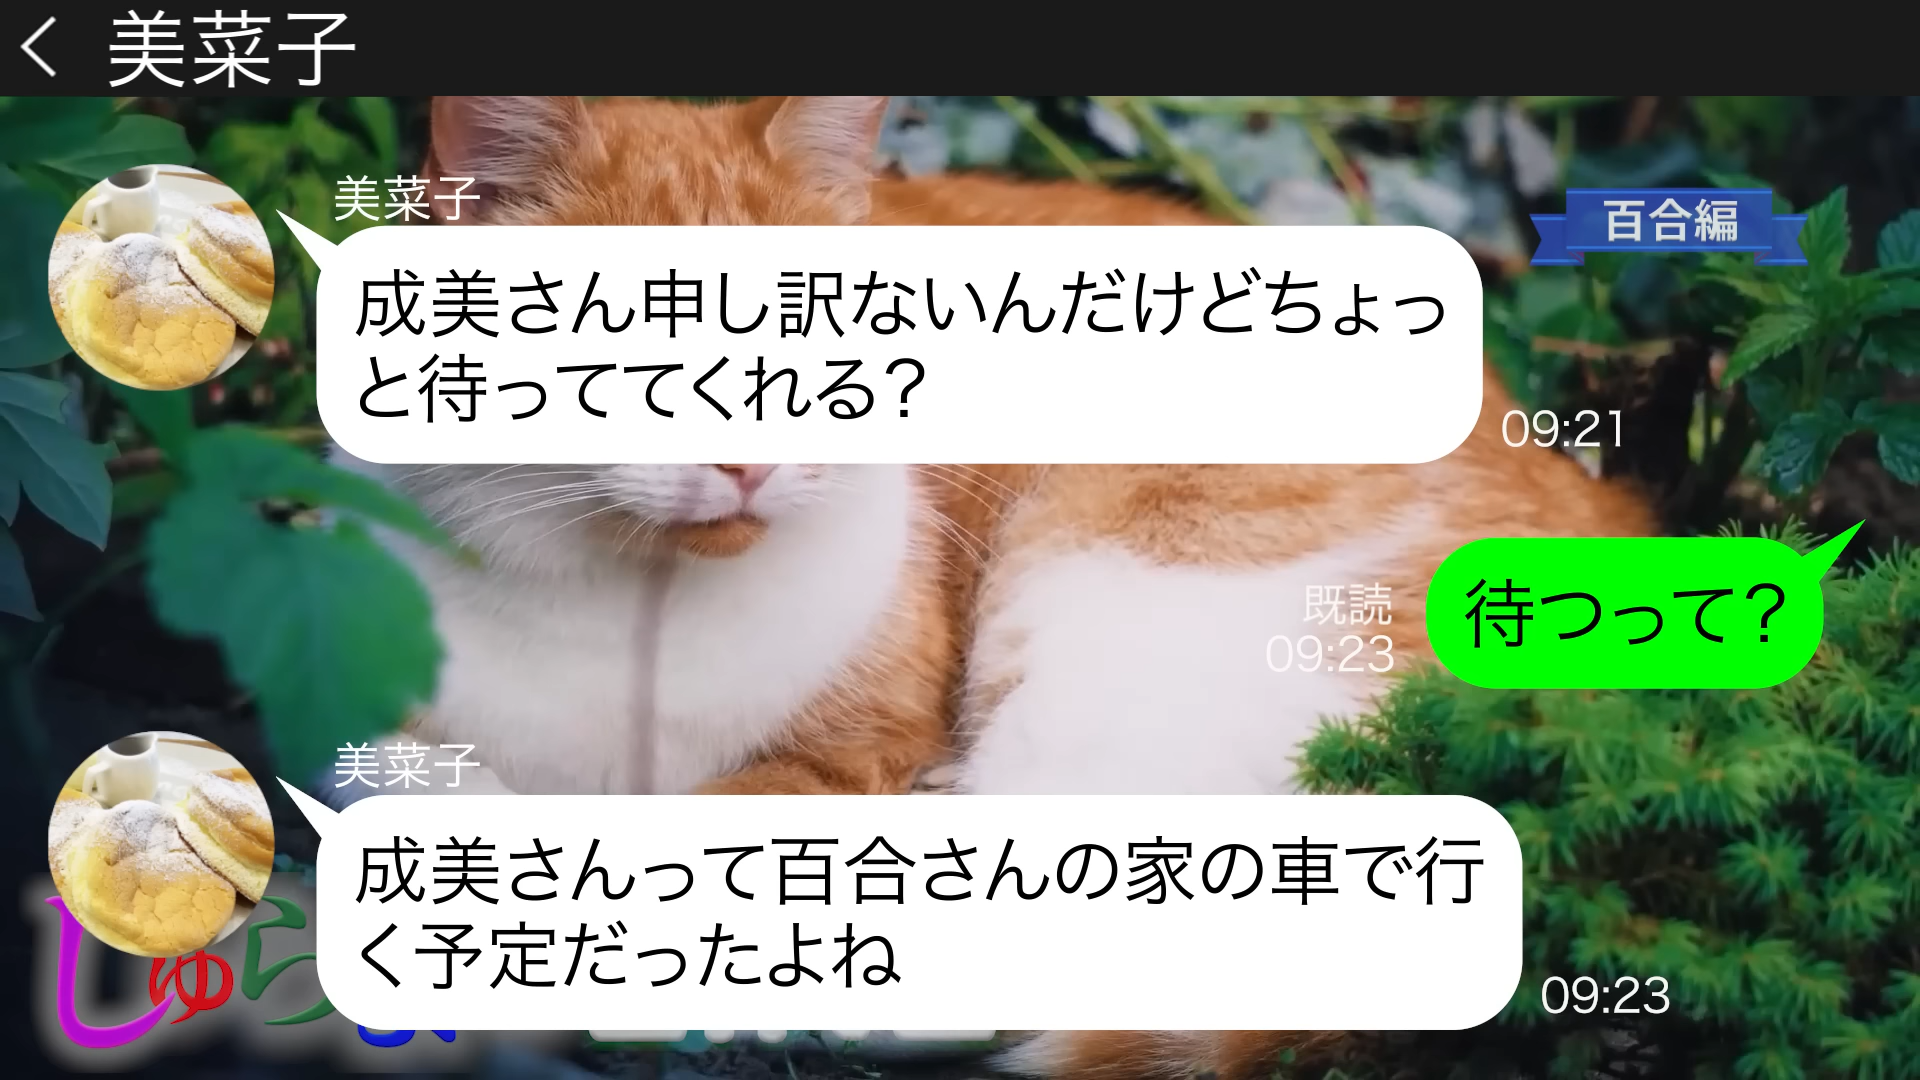 美菜子
美菜子
百合編
成美さん申し訳ないんだけどちょっ
と待っててくれる?
09:21
待つって?
既読
09:23
美菜子
成美さんって百合さんの家の車で行
く予定だったよね
09:23
しゅら